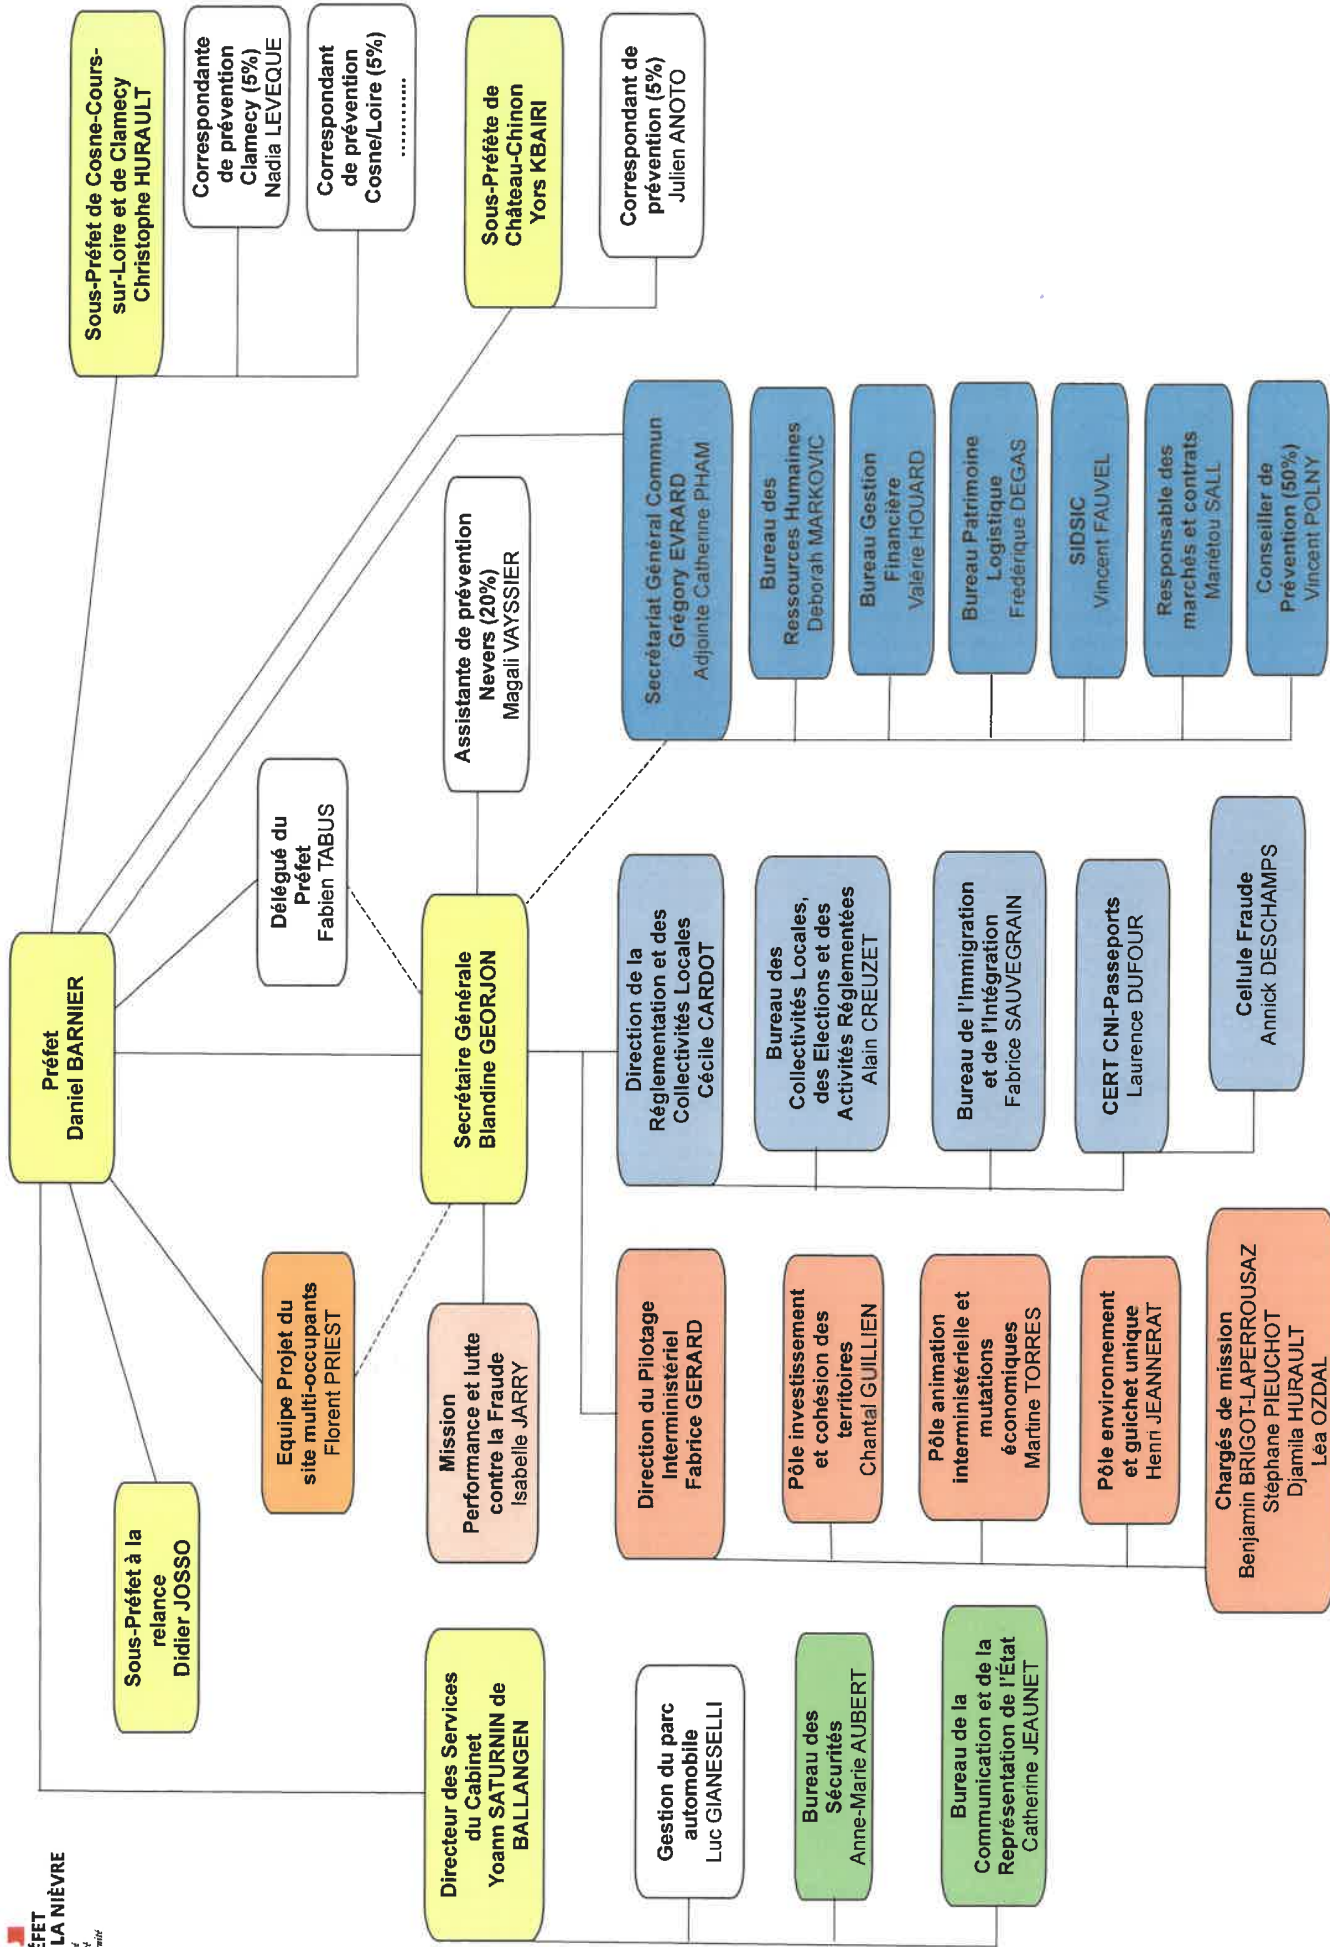 PRÉFET
DE LA NIÈVRE
Préfet
Daniel BARNIER
Sous-Préfet à la
relance
Didier JOSSO
Equipe Projet du
site multi-occupants
Florent PRIEST
Délégué du
Préfet
Fabien TABUS
Sous-Préfet de Cosne-Cours-
sur-Loire et de Clamecy
Christophe HURAULT
Correspondante
de prévention
Clamecy (5%)
Nadia LEVEQUE
Correspondant
de prévention
Cosne/Loire (5%)
............
Sous-Préfète de
Château-Chinon
Yors KBAIRI
Correspondant de
prévention (5%)
Julien ANOTO
Directeur des Services
du Cabinet
Yoann SATURNIN de
BALLANGEN
Gestion du parc
automobile
Luc GIANESELLI
Bureau des
Sécurités
Anne-Marie AUBERT
Bureau de la
Communication et de la
Représentation de l'État
Catherine JEAUNET
Mission
Performance et lutte
contre la Fraude
Isabelle JARRY
Secrétaire Générale
Blandine GEORJON
Assistante de prévention
Nevers (20%)
Magali VAYSSIER
Direction du Pilotage
Interministériel
Fabrice GERARD
Pôle investissement
et cohésion des
territoires
Chantal GUILLIEN
Pôle animation
interministérielle et
mutations
économiques
Martine TORRES
Pôle environnement
et guichet unique
Henri JEANNERAT
Chargés de mission
Benjamin BRIGOT-LAPERROUSAZ
Stéphane PIEUCHOT
Djamila HURAULT
Léa OZDAL
Direction de la
Réglementation et des
Collectivités Locales
Cécile CARDOT
Bureau des
Collectivités Locales,
des Elections et des
Activités Réglementées
Alain CREUZET
Bureau de l'Immigration
et de l'Intégration
Fabrice SAUVEGRAIN
CERT CNI-Passeports
Laurence DUFOUR
Cellule Fraude
Annick DESCHAMPS
Secrétariat Général Commun
Grégory EVRARD
Adjointe Catherine PHAM
Bureau des
Ressources Humaines
Deborah MARKOVIC
Bureau Gestion
Financière
Valérie HOUARD
Bureau Patrimoine
Logistique
Frédérique DEGAS
SIDSIC
Vincent FAUVEL
Responsable des
marchés et contrats
Mariétou SALL
Conseiller de
Prévention (50%)
Vincent POLNY